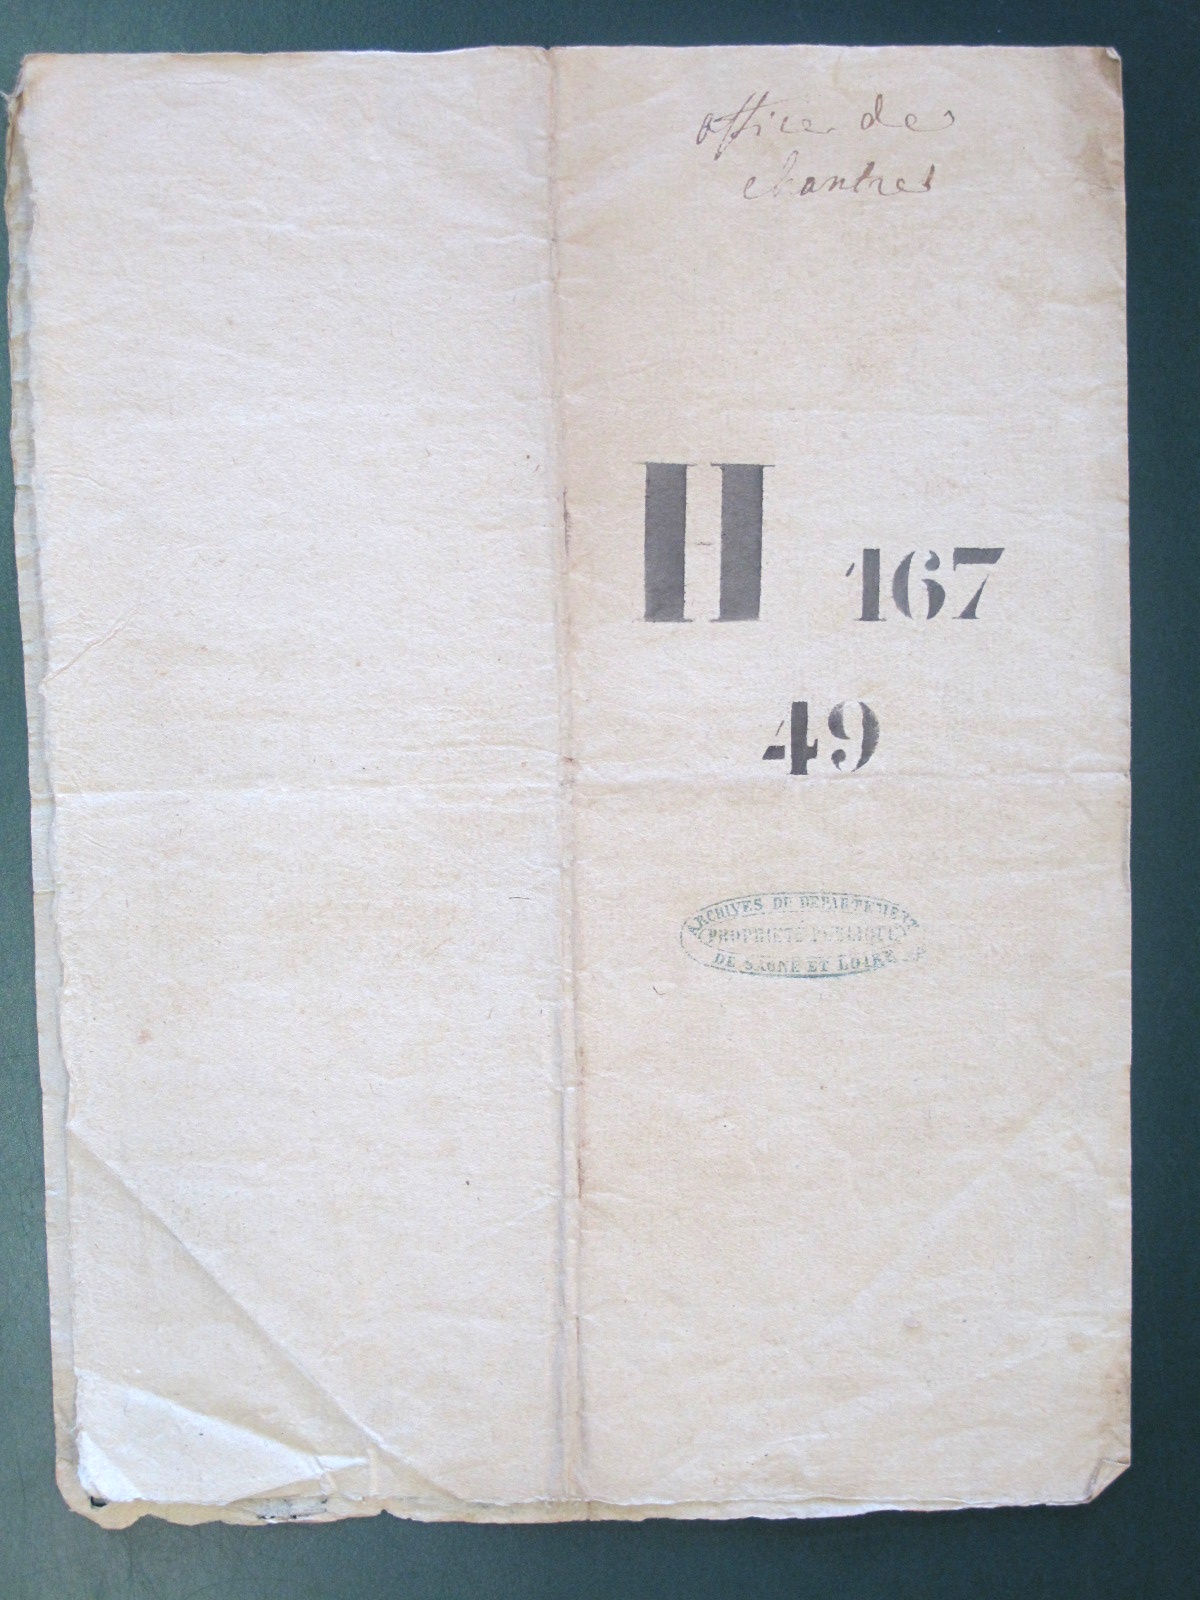 office des
chantres
H 167
49
ARCHIVES DU DEPARTEMENT
PROPRIETE PUBLIQUE
DE SAONE ET LOIRE